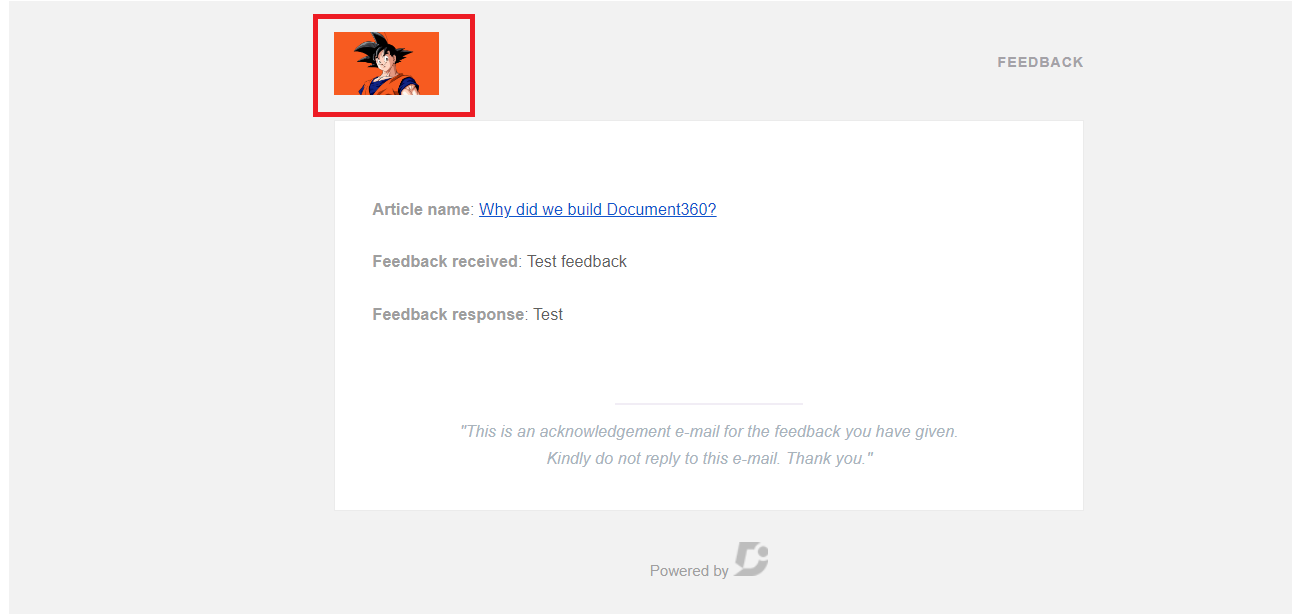 FEEDBACK
Article name: Why did we build Document360?
Feedback received: Test feedback
Feedback response: Test
"This is an acknowledgement e-mail for the feedback you have given.
Kindly do not reply to this e-mail. Thank you."
Powered by